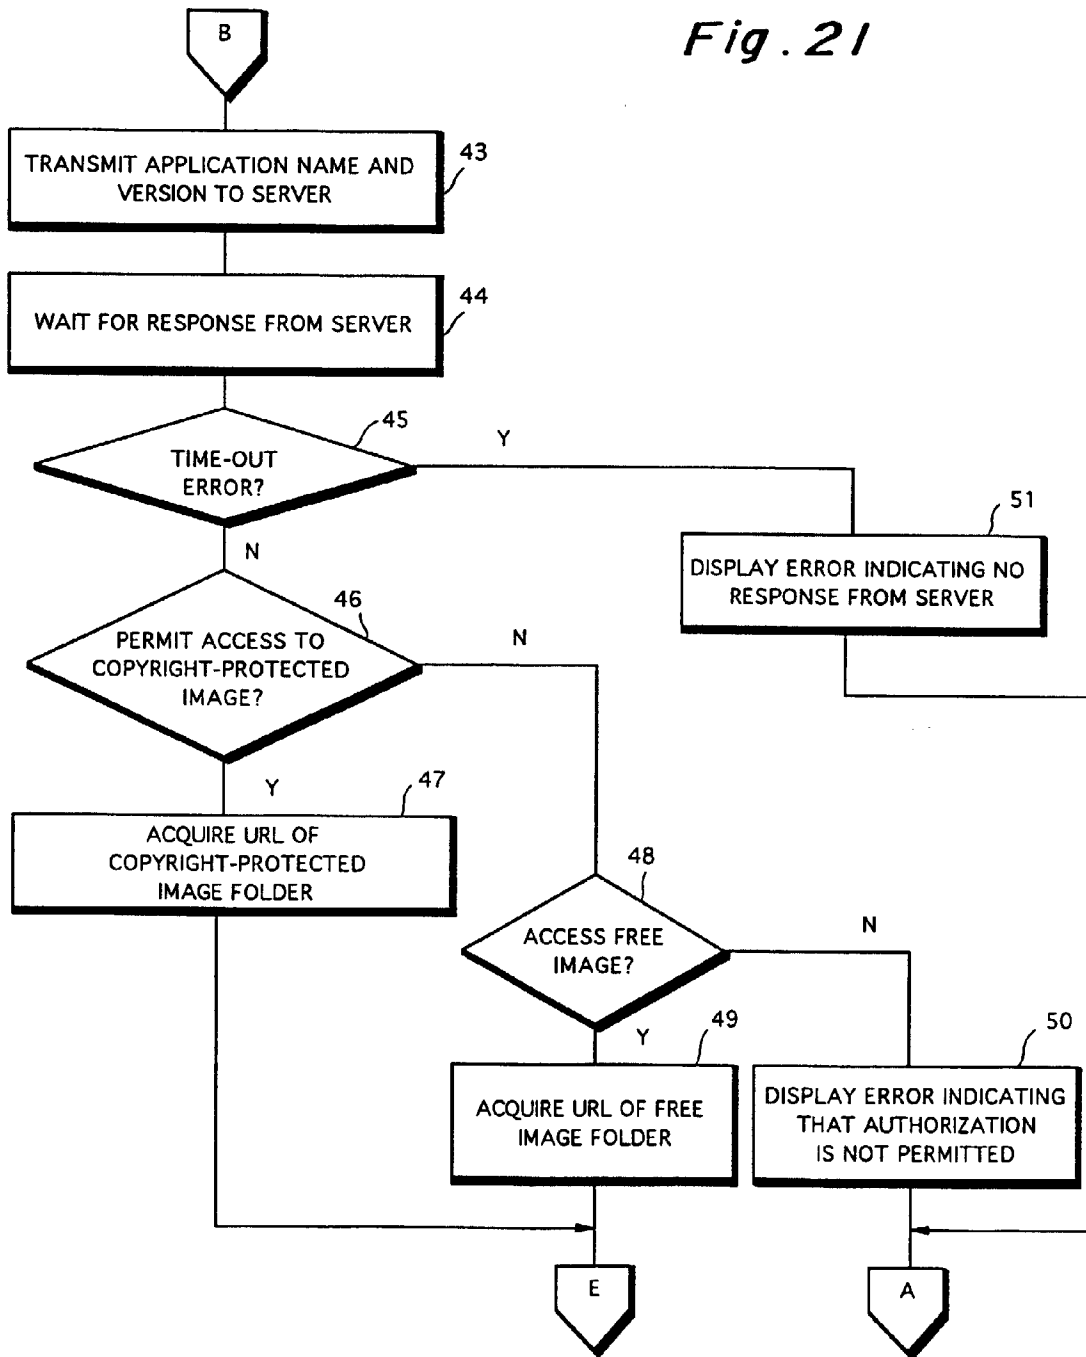 Fig. 21
B
TRANSMIT APPLICATION NAME AND
VERSION TO SERVER
43
WAIT FOR RESPONSE FROM SERVER
44
TIME-OUT
ERROR?
45
Y
N
DISPLAY ERROR INDICATING NO
RESPONSE FROM SERVER
51
PERMIT ACCESS TO
COPYRIGHT-PROTECTED
IMAGE?
46
N
Y
ACQUIRE URL OF
COPYRIGHT-PROTECTED
IMAGE FOLDER
47
ACCESS FREE
IMAGE?
48
N
Y
ACQUIRE URL OF FREE
IMAGE FOLDER
49
DISPLAY ERROR INDICATING
THAT AUTHORIZATION
IS NOT PERMITTED
50
E
A